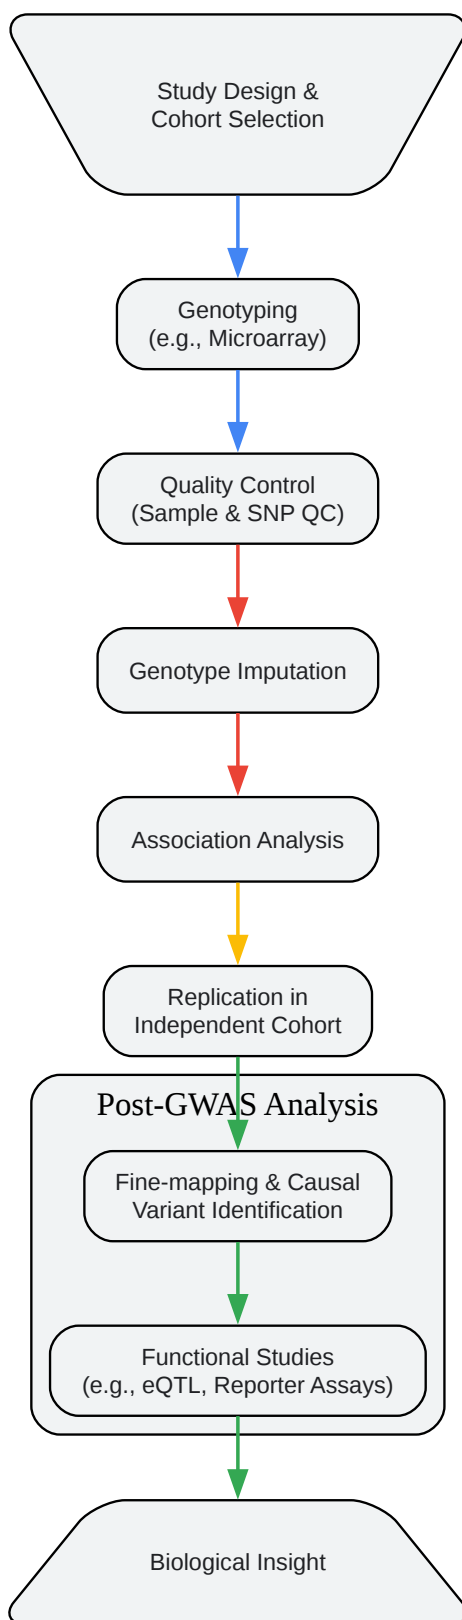 Study Design &
Cohort Selection
Genotyping
(e.g., Microarray)
Quality Control
(Sample & SNP QC)
Genotype Imputation
Association Analysis
Replication in
Independent Cohort
Post-GWAS Analysis
Fine-mapping & Causal
Variant Identification
Functional Studies
(e.g., eQTL, Reporter Assays)
Biological Insight